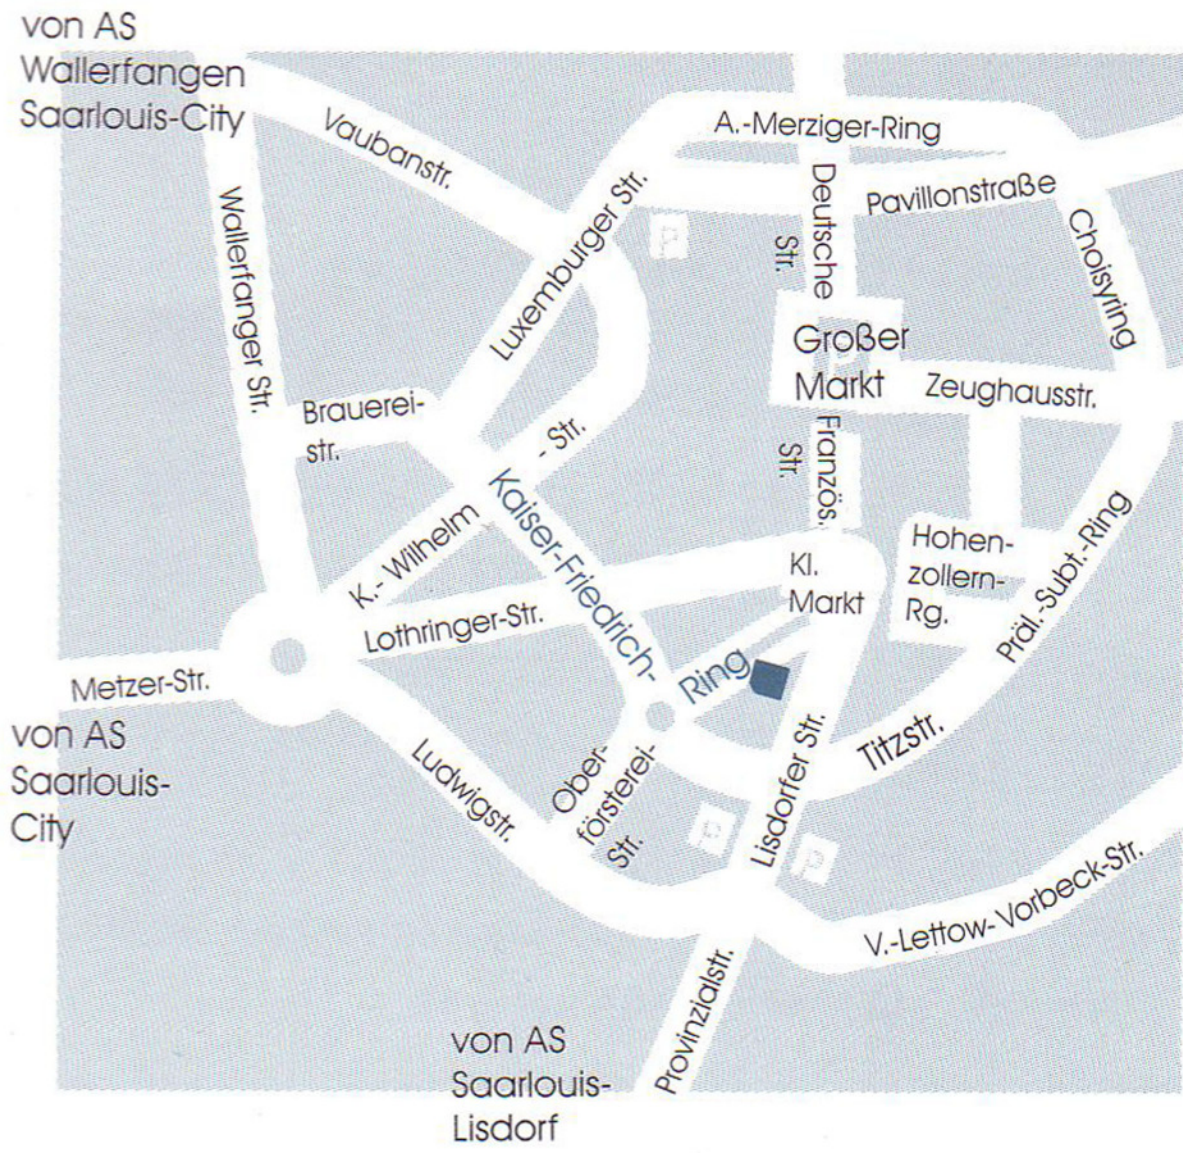 von AS
Wallerfangen
Saarlouis-City
Vaubanstr.
A.-Merziger-Ring
Luxemburger Str.
Deutsche
Str.
Pavillonstraße
Choisyring
Wallerfanger Str.
P
Großer
Markt
P
Zeughausstr.
Brauerei-
str.
- Str.
Französ.
Str.
K.- Wilhelm
Kaiser-Friedrich-
Ring
Hohen-
zollern-
Rg.
Präl.-Subt.-Ring
Kl.
Markt
Lothringer-Str.
Metzer-Str.
von AS
Saarlouis-
City
Ludwigstr.
Ober-
försterei-
Str.
Lisdorfer Str.
Titzstr.
P
P
V.-Lettow-Vorbeck-Str.
Provinzialstr.
von AS
Saarlouis-
Lisdorf